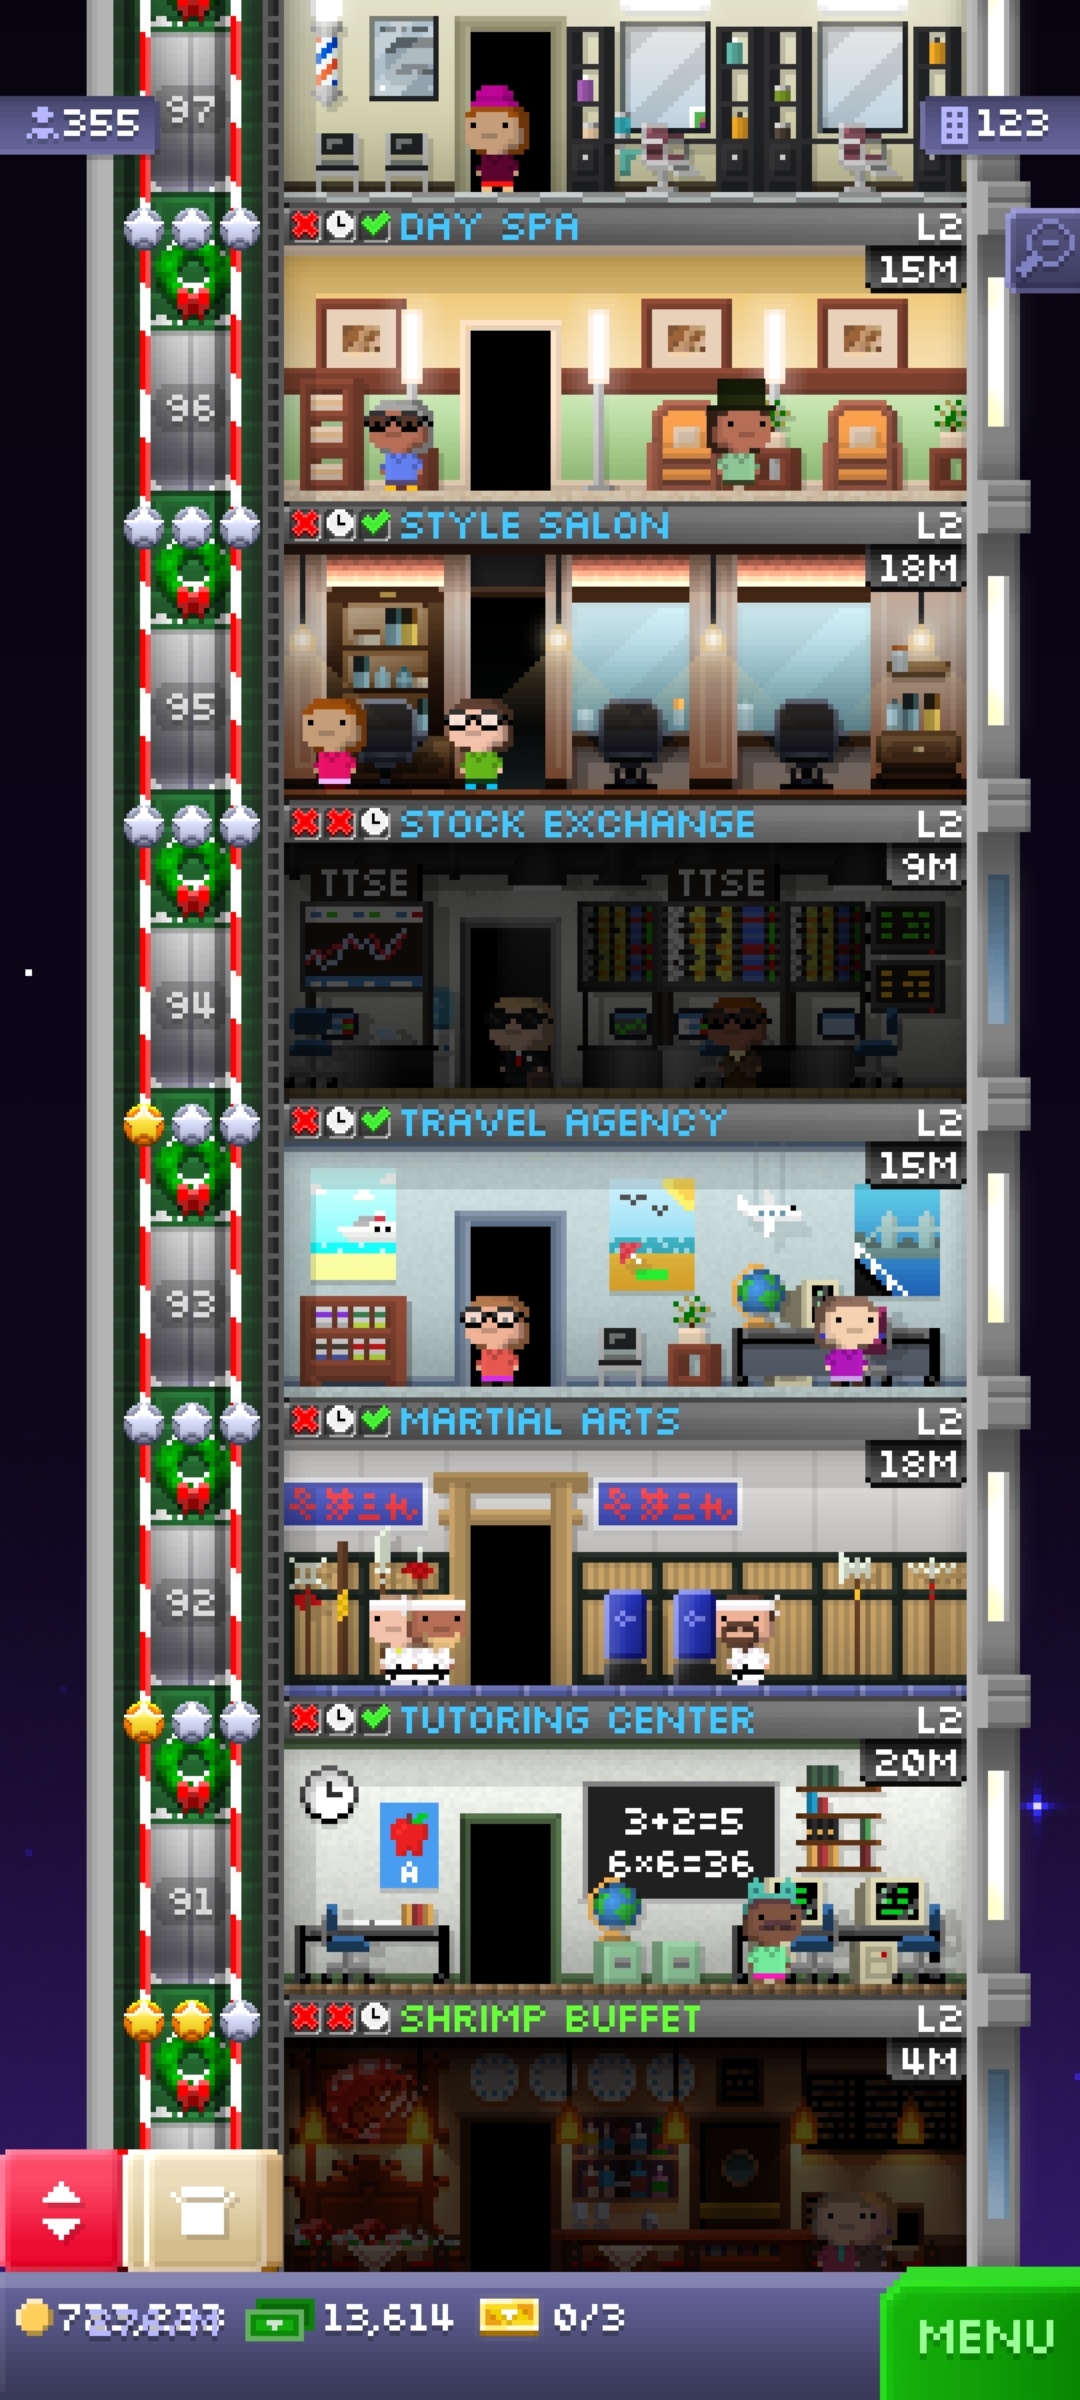 97
355
123
DAY SPA L2
15M
96
STYLE SALON L2
18M
95
STOCK EXCHANGE L2
9M
TTSE TTSE
94
TRAVEL AGENCY L2
15M
93
MARTIAL ARTS L2
18M
92
TUTORING CENTER L2
20M
3+2=5
6×6=36
A
91
SHRIMP BUFFET L2
4M
13,614 0/3
MENU